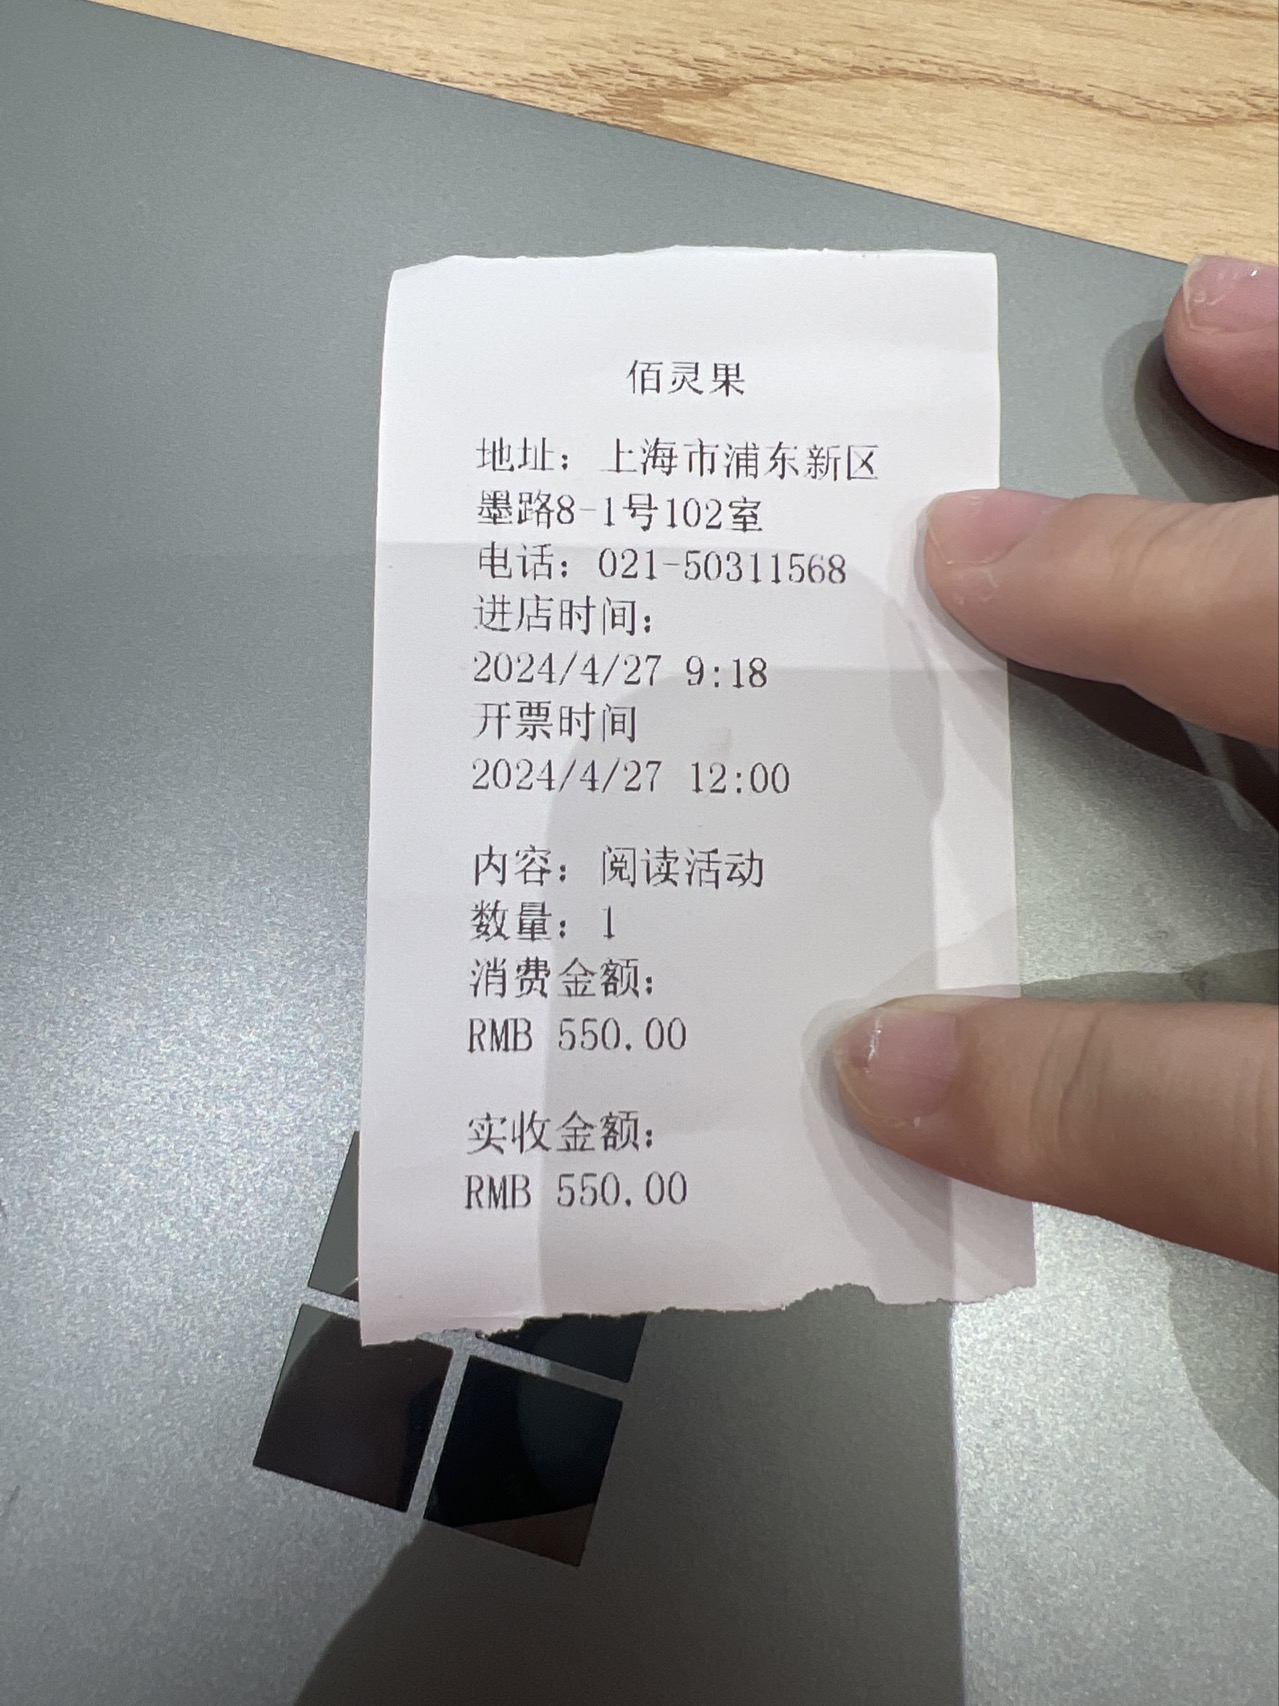 佰灵果
地址：上海市浦东新区
墨路8-1号102室
电话：021-50311568
进店时间：
2024/4/27 9:18
开票时间
2024/4/27 12:00
内容：阅读活动
数量：1
消费金额：
RMB 550.00
实收金额：
RMB 550.00